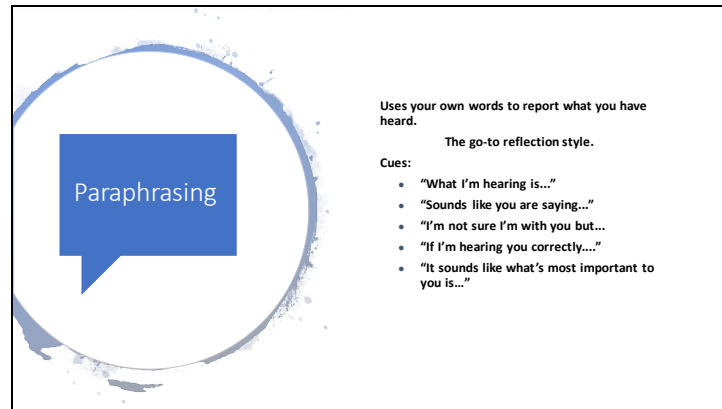 Paraphrasing
Uses your own words to report what you have
heard.
The go-to reflection style.
Cues:
• “What I’m hearing is...”
• “Sounds like you are saying...”
• “I’m not sure I’m with you but...
• “If I’m hearing you correctly....”
• “It sounds like what’s most important to
you is...”